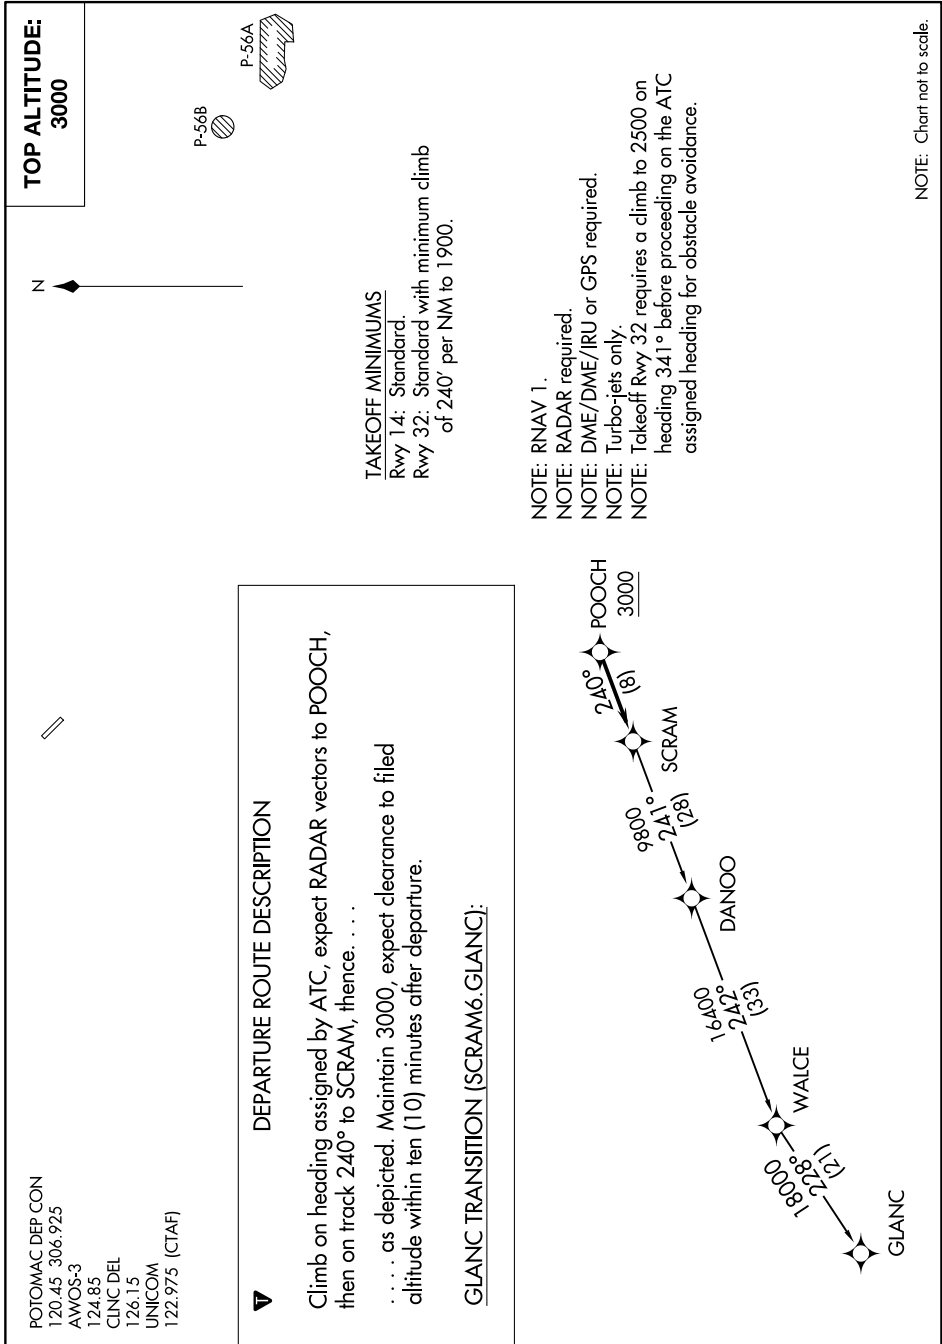 POTOMAC DEP CON
120.45 306.925
AWOS-3
124.85
CLNC DEL
126.15
UNICOM
122.975 (CTAF)
N
TOP ALTITUDE:
3000
P-56B
P-56A
DEPARTURE ROUTE DESCRIPTION
Climb on heading assigned by ATC, expect RADAR vectors to POOCH,
then on track 240° to SCRAM, thence. . . .
. . . . as depicted. Maintain 3000, expect clearance to filed
altitude within ten (10) minutes after departure.
GLANC TRANSITION (SCRAM6.GLANC):
TAKEOFF MINIMUMS
Rwy 14: Standard.
Rwy 32: Standard with minimum climb
of 240' per NM to 1900.
NOTE: RNAV 1.
NOTE: RADAR required.
NOTE: DME/DME/IRU or GPS required.
NOTE: Turbo-jets only.
NOTE: Takeoff Rwy 32 requires a climb to 2500 on
heading 341° before proceeding on the ATC
assigned heading for obstacle avoidance.
POOCH
3000
240°
(8)
SCRAM
9800
241°
(28)
DANOO
16400
242°
(33)
WALCE
18000
228°
(21)
GLANC
NOTE: Chart not to scale.
T